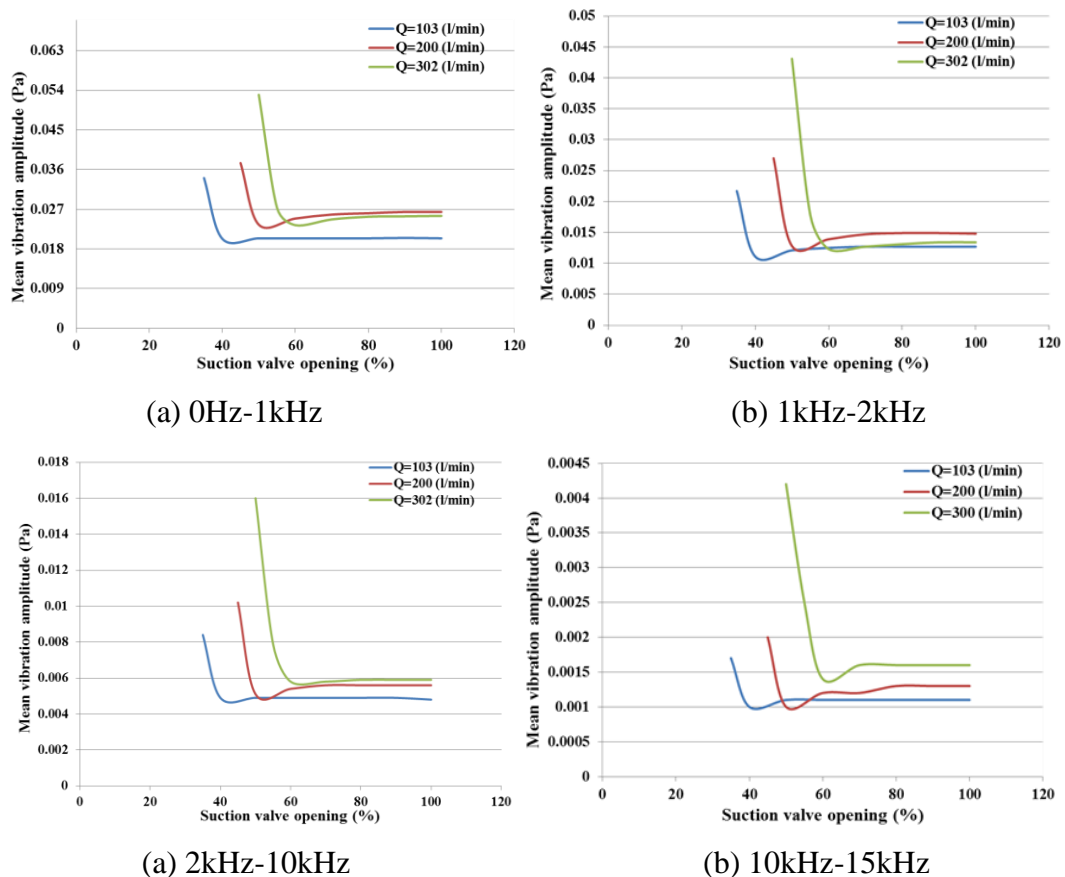 Q=103 (l/min)
Q=200 (l/min)
Q=302 (l/min)
Mean vibration amplitude (Pa)
0.063
0.054
0.045
0.036
0.027
0.018
0.009
0
0 20 40 60 80 100 120
Suction valve opening (%)
(a) 0Hz-1kHz
Q=103 (l/min)
Q=200 (l/min)
Q=302 (l/min)
Mean vibration amplitude (Pa)
0.05
0.045
0.04
0.035
0.03
0.025
0.02
0.015
0.01
0.005
0
0 20 40 60 80 100 120
Suction valve opening (%)
(b) 1kHz-2kHz
Q=103 (l/min)
Q=200 (l/min)
Q=302 (l/min)
Mean vibration amplitude (Pa)
0.018
0.016
0.014
0.012
0.01
0.008
0.006
0.004
0.002
0
0 20 40 60 80 100 120
Suction valve opening (%)
(a) 2kHz-10kHz
Q=103 (l/min)
Q=200 (l/min)
Q=300 (l/min)
Mean vibration amplitude (Pa)
0.0045
0.004
0.0035
0.003
0.0025
0.002
0.0015
0.001
0.0005
0
0 20 40 60 80 100 120
Suction valve opening (%)
(b) 10kHz-15kHz